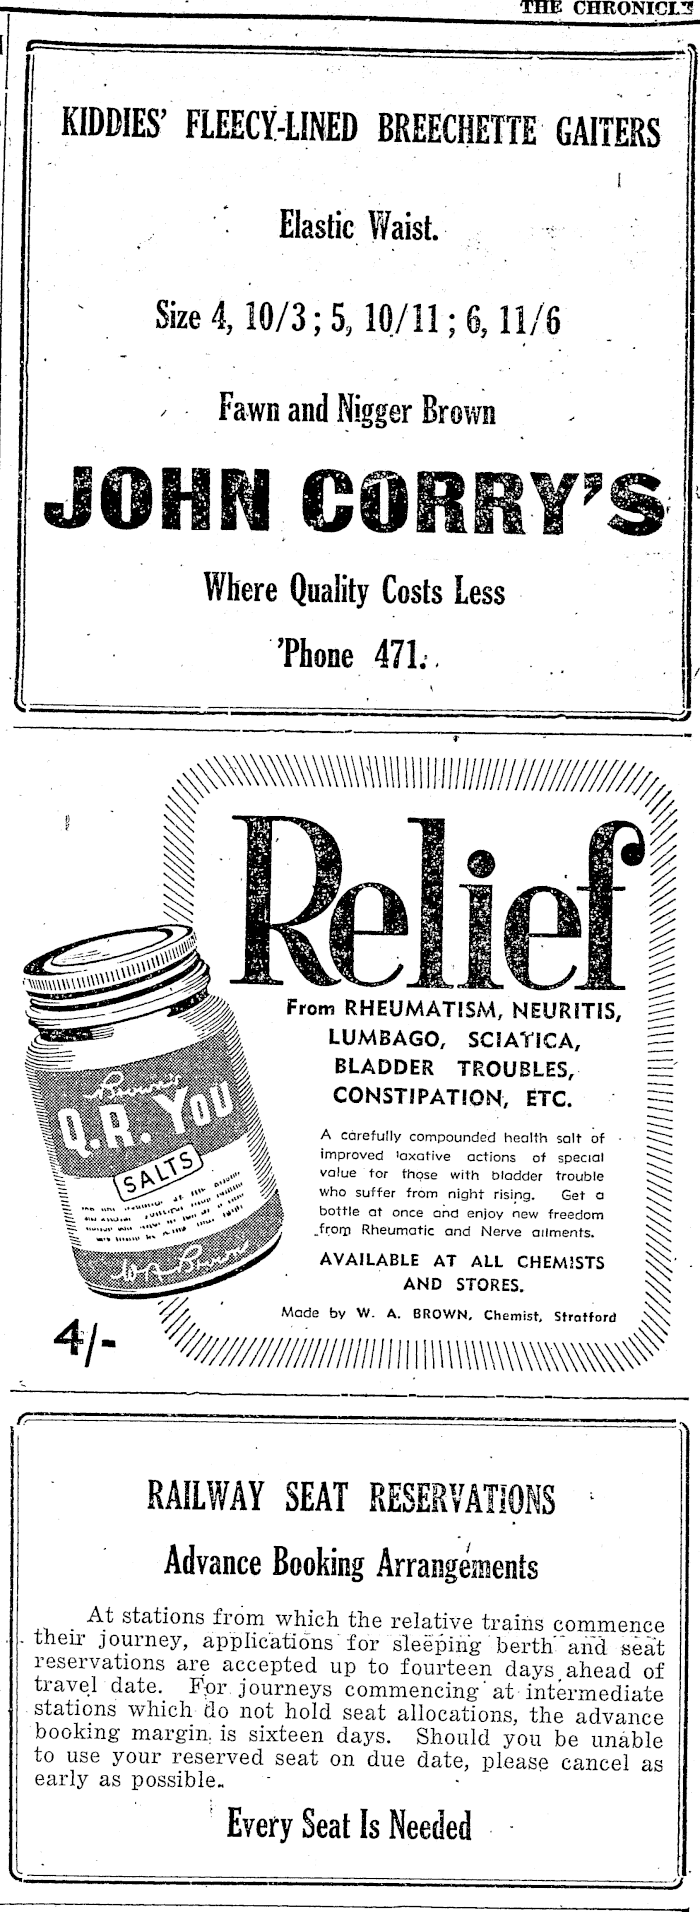 THE CHRONICLE
KIDDIES' FLEECY-LINED BREECHETTE GAITERS
Elastic Waist.
Size 4, 10/3; 5, 10/11; 6, 11/6
Fawn and Nigger Brown
JOHN CORRY'S
Where Quality Costs Less
'Phone 471.
Relief
From RHEUMATISM, NEURITIS,
LUMBAGO, SCIATICA,
BLADDER TROUBLES,
CONSTIPATION, ETC.
Brown's
Q.R. YOU
SALTS
W A Brown
A carefully compounded health salt of
improved laxative actions of special
value for those with bladder trouble
who suffer from night rising. Get a
bottle at once and enjoy new freedom
from Rheumatic and Nerve ailments.
AVAILABLE AT ALL CHEMISTS
AND STORES.
Made by W. A. BROWN, Chemist, Stratford
4/-
RAILWAY SEAT RESERVATIONS
Advance Booking Arrangements
At stations from which the relative trains commence
their journey, applications for sleeping berth and seat
reservations are accepted up to fourteen days ahead of
travel date. For journeys commencing at intermediate
stations which do not hold seat allocations, the advance
booking margin is sixteen days. Should you be unable
to use your reserved seat on due date, please cancel as
early as possible.
Every Seat Is Needed